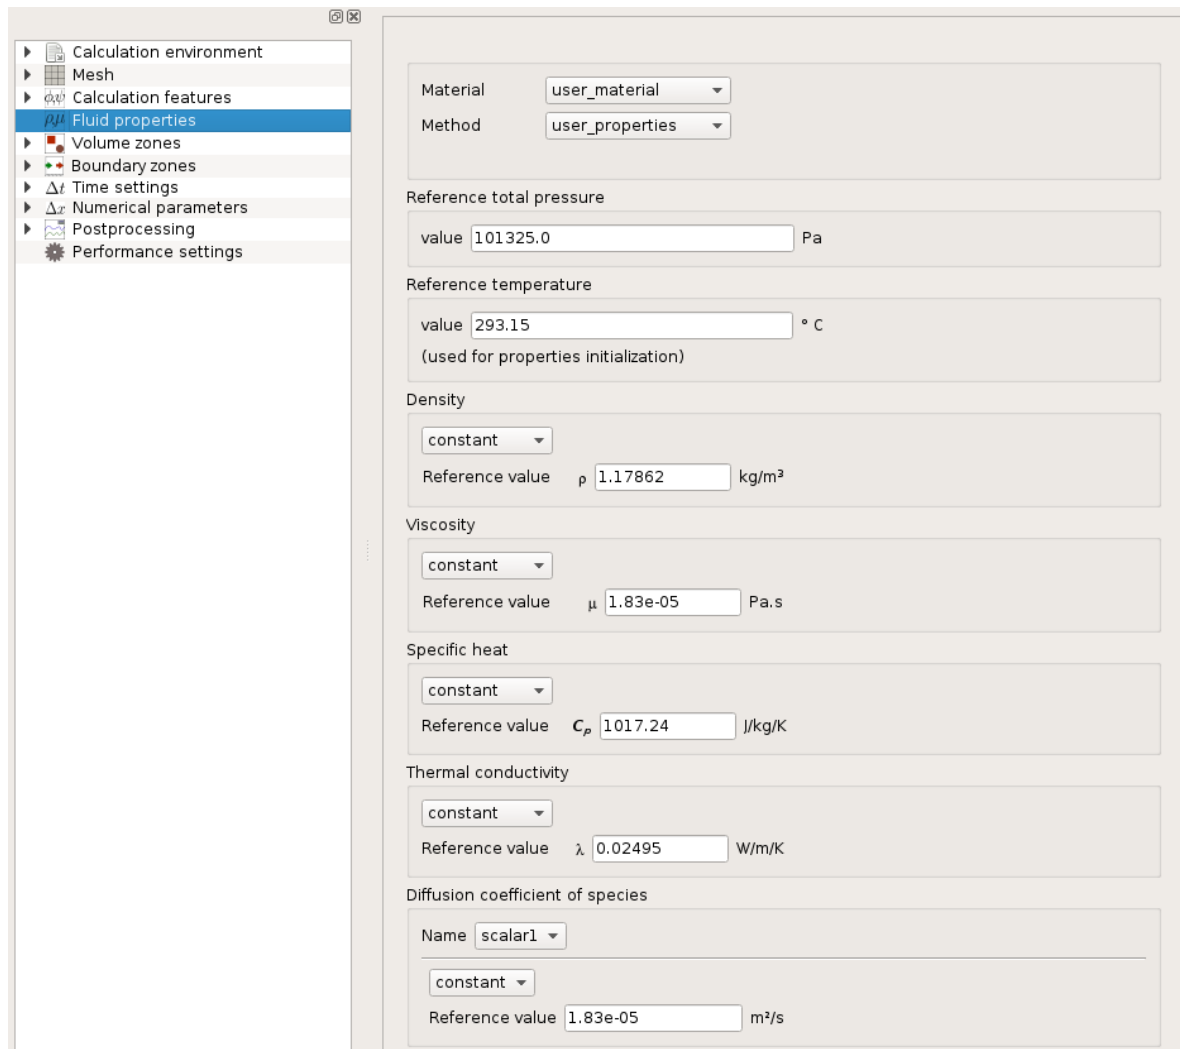 Calculation environment
Mesh
ϕχψ Calculation features
ρμ Fluid properties
Volume zones
Boundary zones
Δt Time settings
Δx Numerical parameters
Postprocessing
Performance settings
Material user_material
Method user_properties
Reference total pressure
value 101325.0 Pa
Reference temperature
value 293.15 ° C
(used for properties initialization)
Density
constant
Reference value ρ 1.17862 kg/m³
Viscosity
constant
Reference value μ 1.83e-05 Pa.s
Specific heat
constant
Reference value Cp 1017.24 J/kg/K
Thermal conductivity
constant
Reference value λ 0.02495 W/m/K
Diffusion coefficient of species
Name scalar1
constant
Reference value 1.83e-05 m²/s